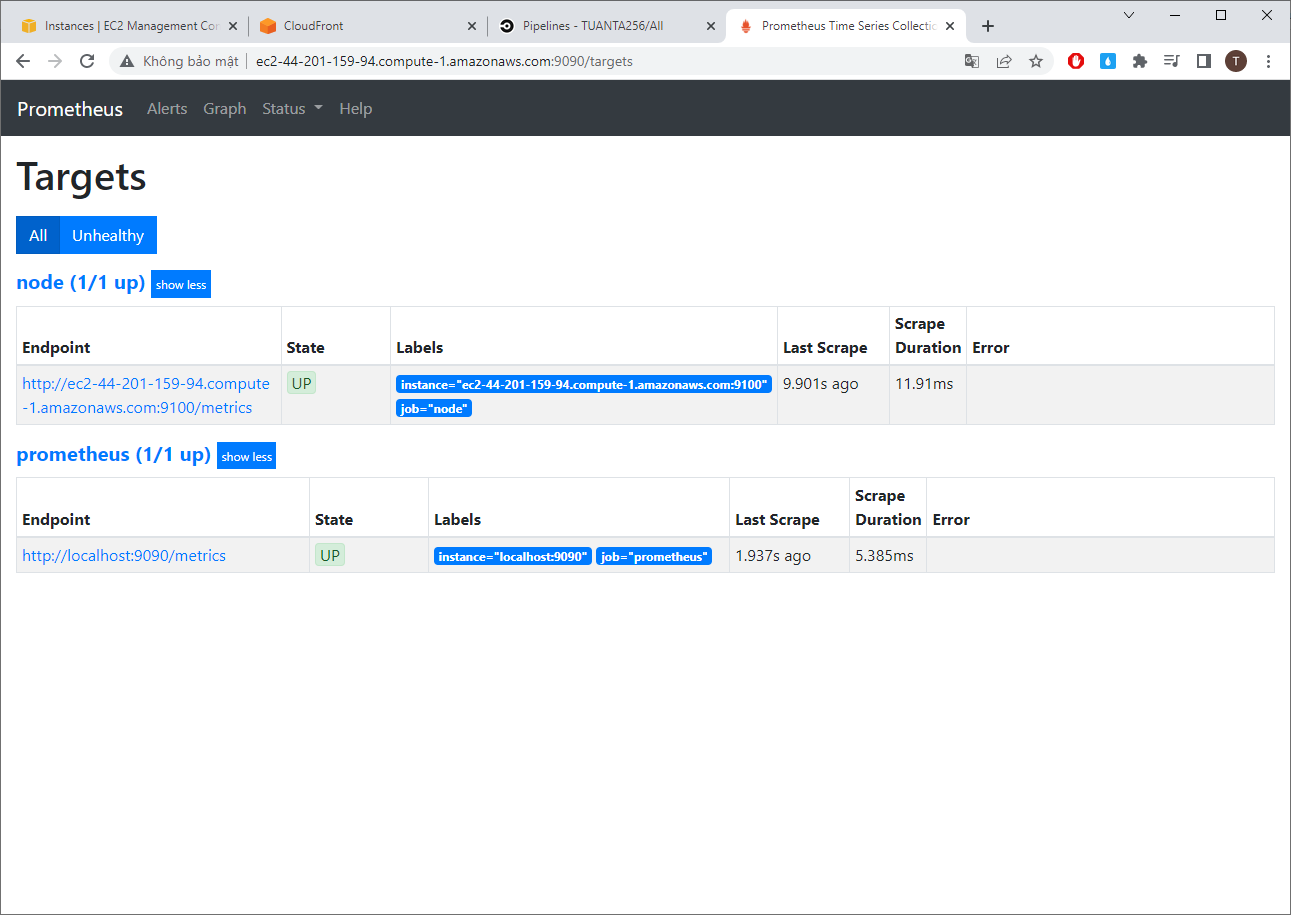 Instances | EC2 Management Con
CloudFront
Pipelines - TUANTA256/All
Prometheus Time Series Collectio
Không bảo mật
ec2-44-201-159-94.compute-1.amazonaws.com:9090/targets
T
Prometheus Alerts Graph Status Help
Targets
All Unhealthy
node (1/1 up) show less
Endpoint State Labels Last Scrape Scrape Duration Error
http://ec2-44-201-159-94.compute
-1.amazonaws.com:9100/metrics
UP
instance="ec2-44-201-159-94.compute-1.amazonaws.com:9100"
job="node"
9.901s ago 11.91ms
prometheus (1/1 up) show less
Endpoint State Labels Last Scrape Scrape Duration Error
http://localhost:9090/metrics UP instance="localhost:9090" job="prometheus" 1.937s ago 5.385ms